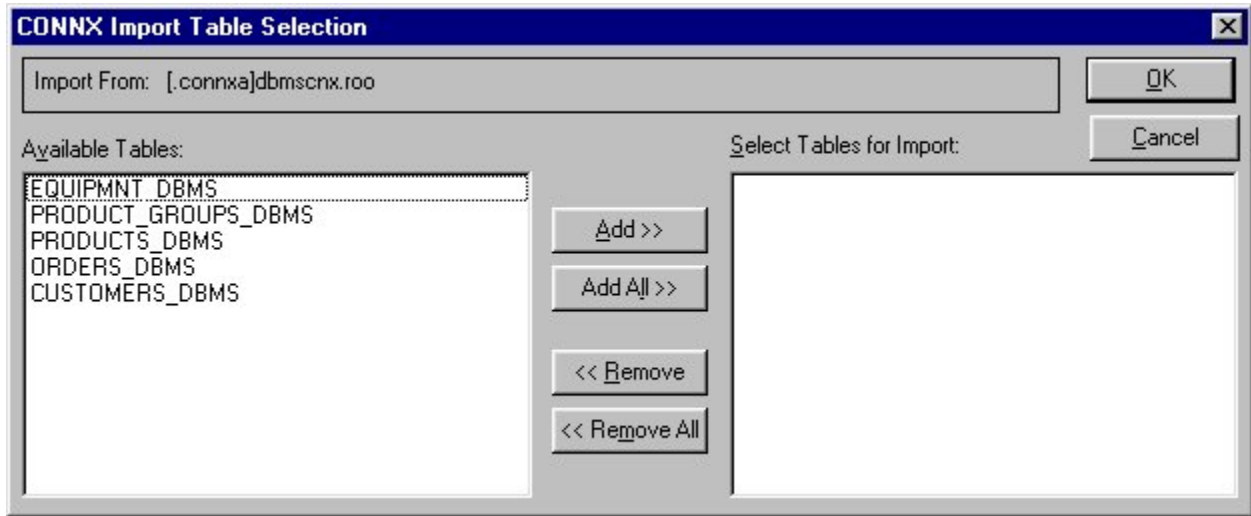 CONNX Import Table Selection
Import From: [.connxa]dbmscnx.roo
OK
Cancel
Available Tables:
Select Tables for Import:
EQUIPMNT_DBMS
PRODUCT_GROUPS_DBMS
PRODUCTS_DBMS
ORDERS_DBMS
CUSTOMERS_DBMS
Add >>
Add All >>
<< Remove
<< Remove All